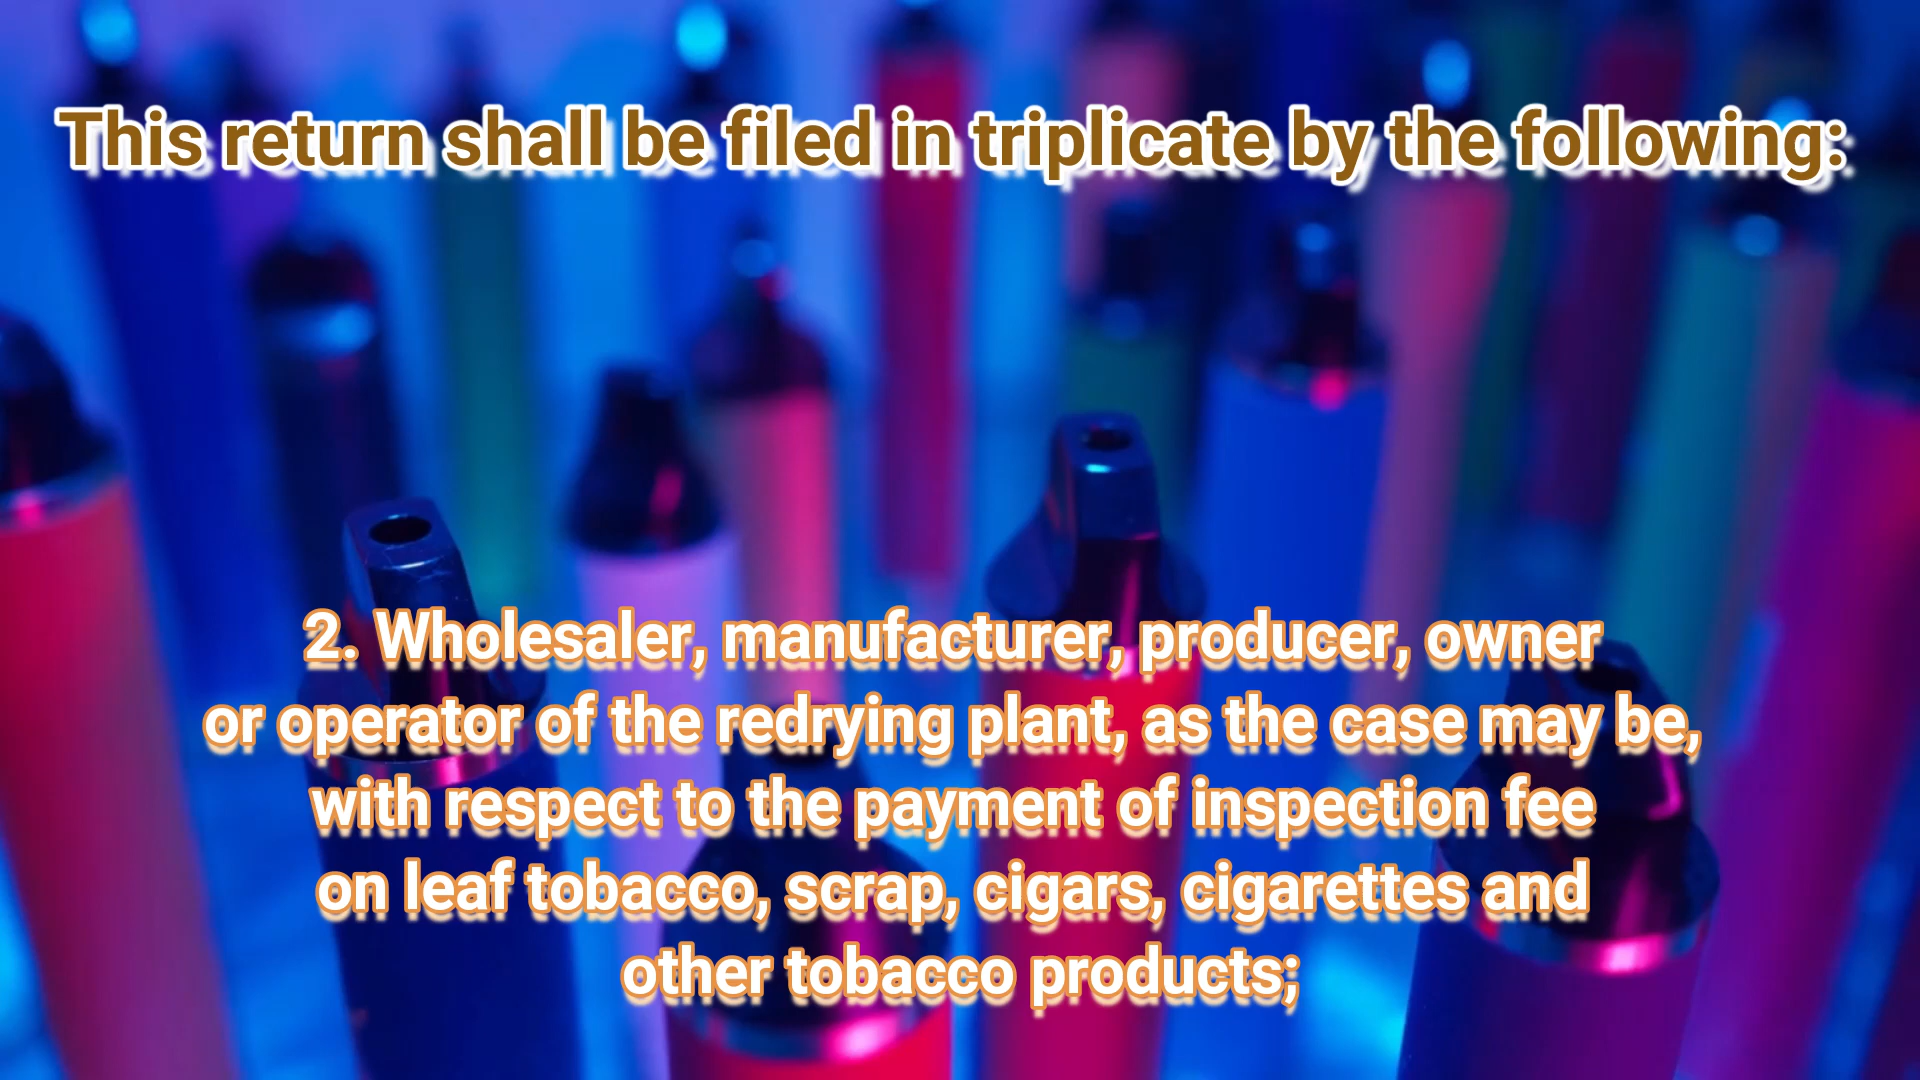 This return shall be filed in triplicate by the following:
2. Wholesaler, manufacturer, producer, owner
or operator of the redrying plant, as the case may be,
with respect to the payment of inspection fee
on leaf tobacco, scrap, cigars, cigarettes and
other tobacco products;